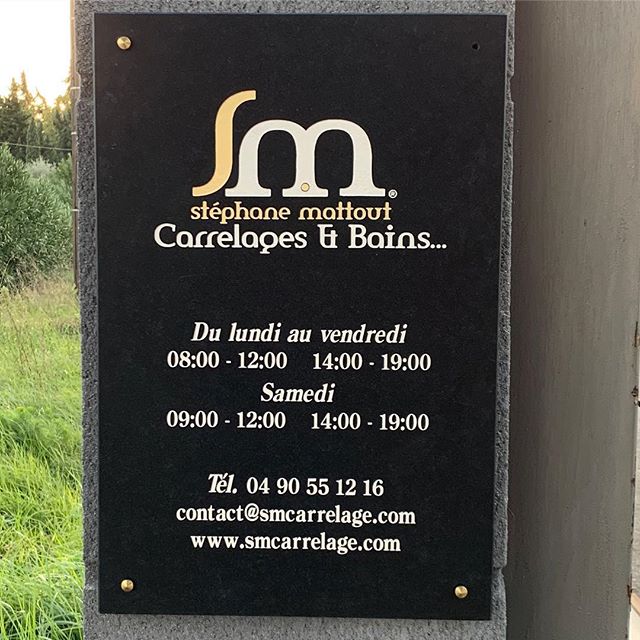 Sm®
stéphane mattout
Carrelages & Bains...
Du lundi au vendredi
08:00 - 12:00 14:00 - 19:00
Samedi
09:00 - 12:00 14:00 - 19:00
Tél. 04 90 55 12 16
contact@smcarrelage.com
www.smcarrelage.com